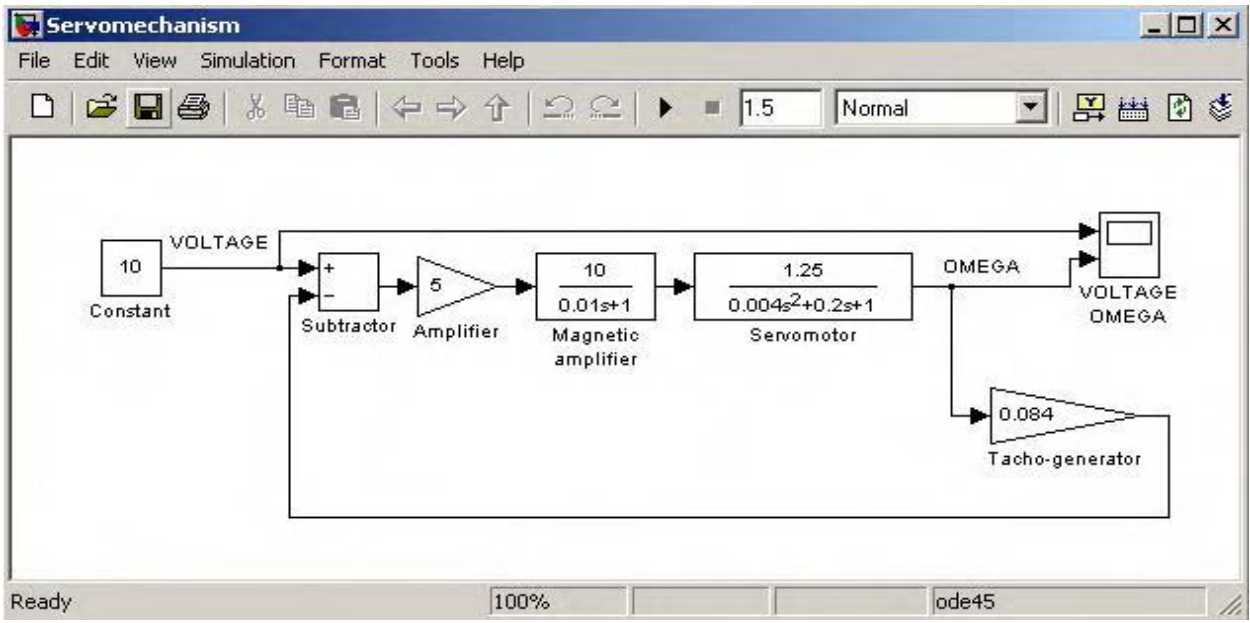 Servomechanism
File Edit View Simulation Format Tools Help
1.5 Normal
VOLTAGE
10
Constant
+
−
Subtractor
5
Amplifier
10
0.01s+1
Magnetic
amplifier
1.25
0.004s²+0.2s+1
Servomotor
OMEGA
VOLTAGE
OMEGA
0.084
Tacho-generator
Ready 100% ode45